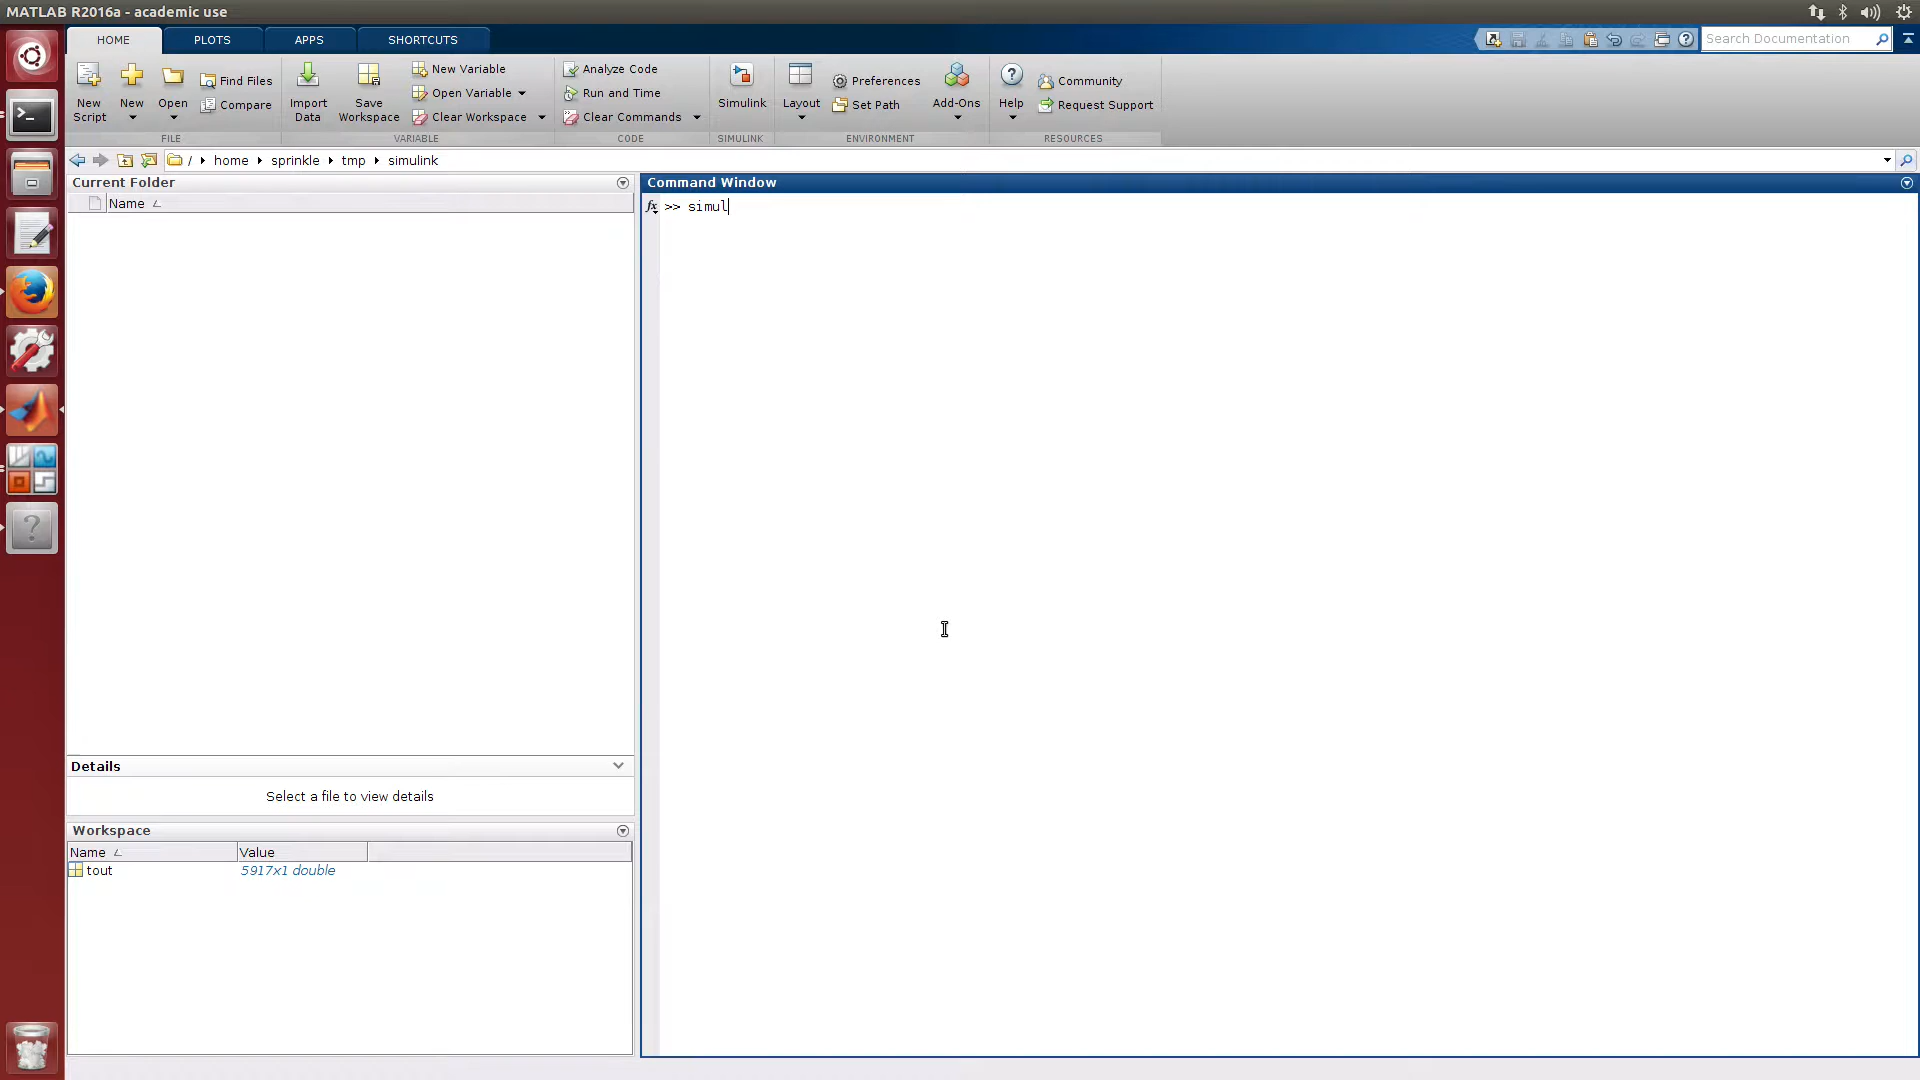 MATLAB R2016a - academic use
HOME PLOTS APPS SHORTCUTS
Search Documentation
New Script
New
Open
Find Files
Compare
FILE
Import Data
Save Workspace
New Variable
Open Variable
Clear Workspace
VARIABLE
Analyze Code
Run and Time
Clear Commands
CODE
Simulink
SIMULINK
Layout
Preferences
Set Path
Add-Ons
ENVIRONMENT
Help
Community
Request Support
RESOURCES
/ home sprinkle tmp simulink
Current Folder
Name
Command Window
fx >> simul
Details
Select a file to view details
Workspace
Name Value
tout 5917x1 double